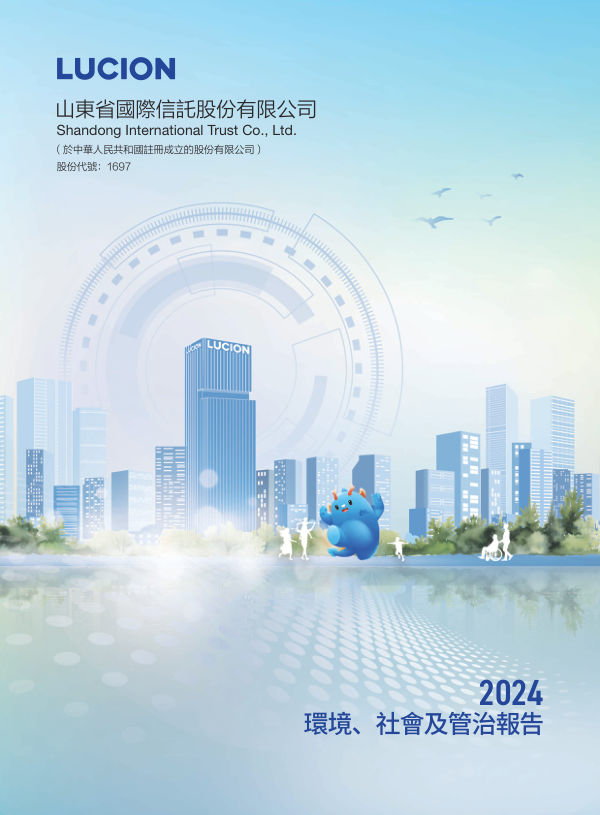 LUCION
山東省國際信託股份有限公司
Shandong International Trust Co., Ltd.
（於中華人民共和國註冊成立的股份有限公司）
股份代號：1697
LUCION LUCION
2024
環境、社會及管治報告